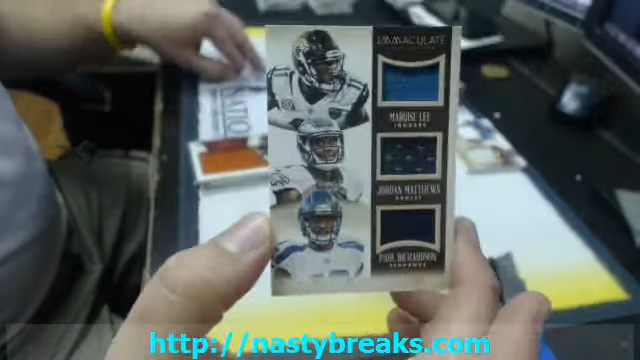 IMMACULATE
MARQISE LEE
JAGUARS
JORDAN MATTHEWS
EAGLES
PAUL RICHARDSON
SEAHAWKS
http://nastybreaks.com